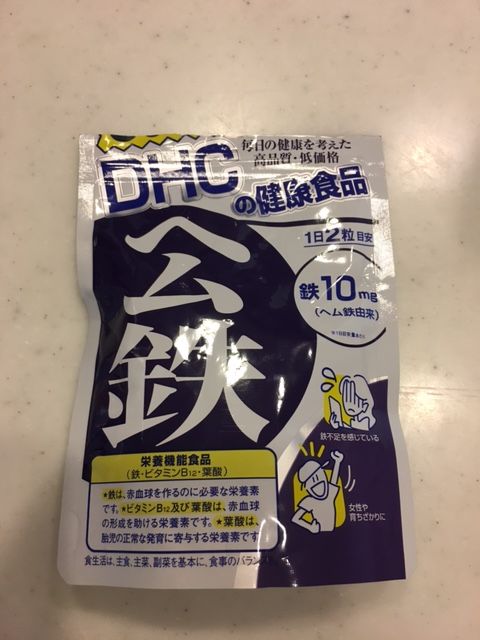 毎日の健康を考えた
高品質・低価格
DHCの健康食品
1日2粒目安
ヘム鉄
鉄10mg
(ヘム鉄由来)
鉄不足を感じている
女性や
育ちざかりに
栄養機能食品
(鉄・ビタミンB12・葉酸)
★鉄は、赤血球を作るのに必要な栄養素
です。★ビタミンB12及び葉酸は、赤血球
の形成を助ける栄養素です。★葉酸は、
胎児の正常な発育に寄与する栄養素です。
食生活は、主食、主菜、副菜を基本に、食事のバランス